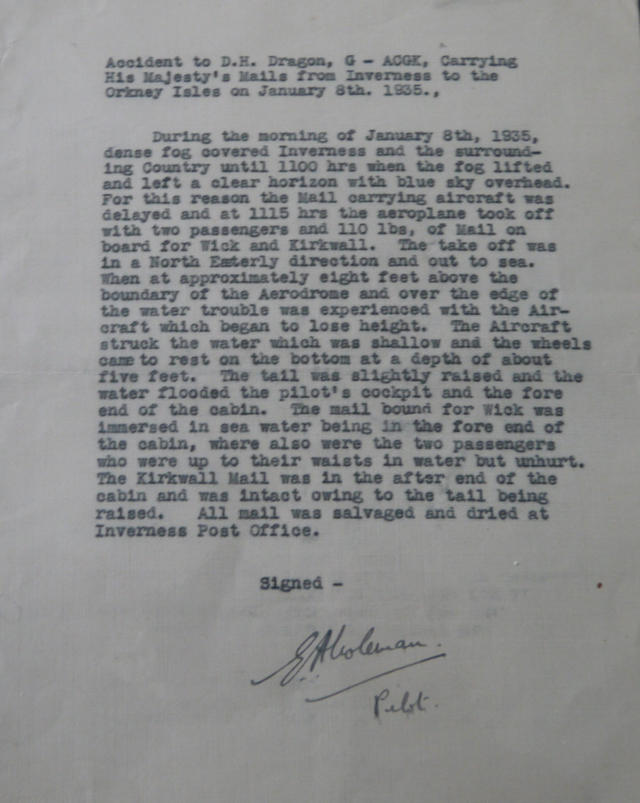 Accident to D.H. Dragon, G - ACGK, Carrying
His Majesty's Mails from Inverness to the
Orkney Isles on January 8th. 1935.,
During the morning of January 8th, 1935,
dense fog covered Inverness and the surround-
ing Country until 1100 hrs when the fog lifted
and left a clear horizon with blue sky overhead.
For this reason the Mail carrying aircraft was
delayed and at 1115 hrs the aeroplane took off
with two passengers and 110 lbs, of Mail on
board for Wick and Kirkwall. The take off was
in a North Easterly direction and out to sea.
When at approximately eight feet above the
boundary of the Aerodrome and over the edge of
the water trouble was experienced with the Air-
craft which began to lose height. The Aircraft
struck the water which was shallow and the wheels
came to rest on the bottom at a depth of about
five feet. The tail was slightly raised and the
water flooded the pilot's cockpit and the fore
end of the cabin. The mail bound for Wick was
immersed in sea water being in the fore end of
the cabin, where also were the two passengers
who were up to their waists in water but unhurt.
The Kirkwall Mail was in the after end of the
cabin and was intact owing to the tail being
raised. All mail was salvaged and dried at
Inverness Post Office.
Signed -
Pilot.